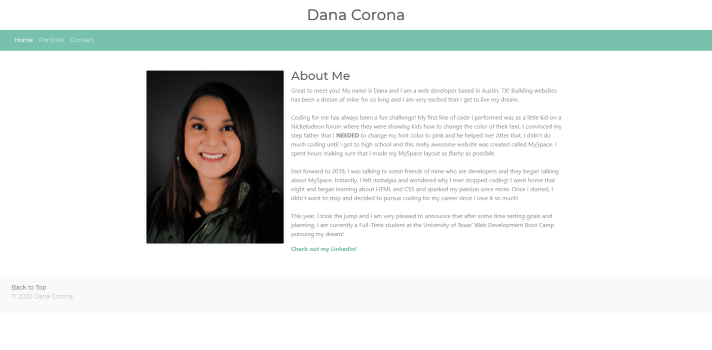 Dana Corona
Home Portfolio Contact
About Me
Great to meet you! My name is Dana and I am a web developer based in Austin, TX! Building websites
has been a dream of mine for so long and I am very excited that I get to live my dream.
Coding for me has always been a fun challenge! My first line of code I performed was as a little kid on a
Nickelodeon forum where they were showing kids how to change the color of their text. I convinced my
step father that I NEEDED to change my font color to pink and he helped me! After that, I didn't do
much coding until I got to high school and this really awesome website was created called MySpace. I
spent hours making sure that I made my MySpace layout as flashy as possible.
Fast forward to 2018, I was talking to some friends of mine who are developers and they began talking
about MySpace. Instantly, I felt nostalgia and wondered why I ever stopped coding! I went home that
night and began learning about HTML and CSS and sparked my passion once more. Once I started, I
didn't want to stop and decided to pursue coding for my career since I love it so much!
This year, I took the jump and I am very pleased to announce that after some time setting goals and
planning, I am currently a Full-Time student at the University of Texas' Web Development Boot Camp
pursuing my dream!
Check out my LinkedIn!
Back to Top
© 2020 Dana Corona